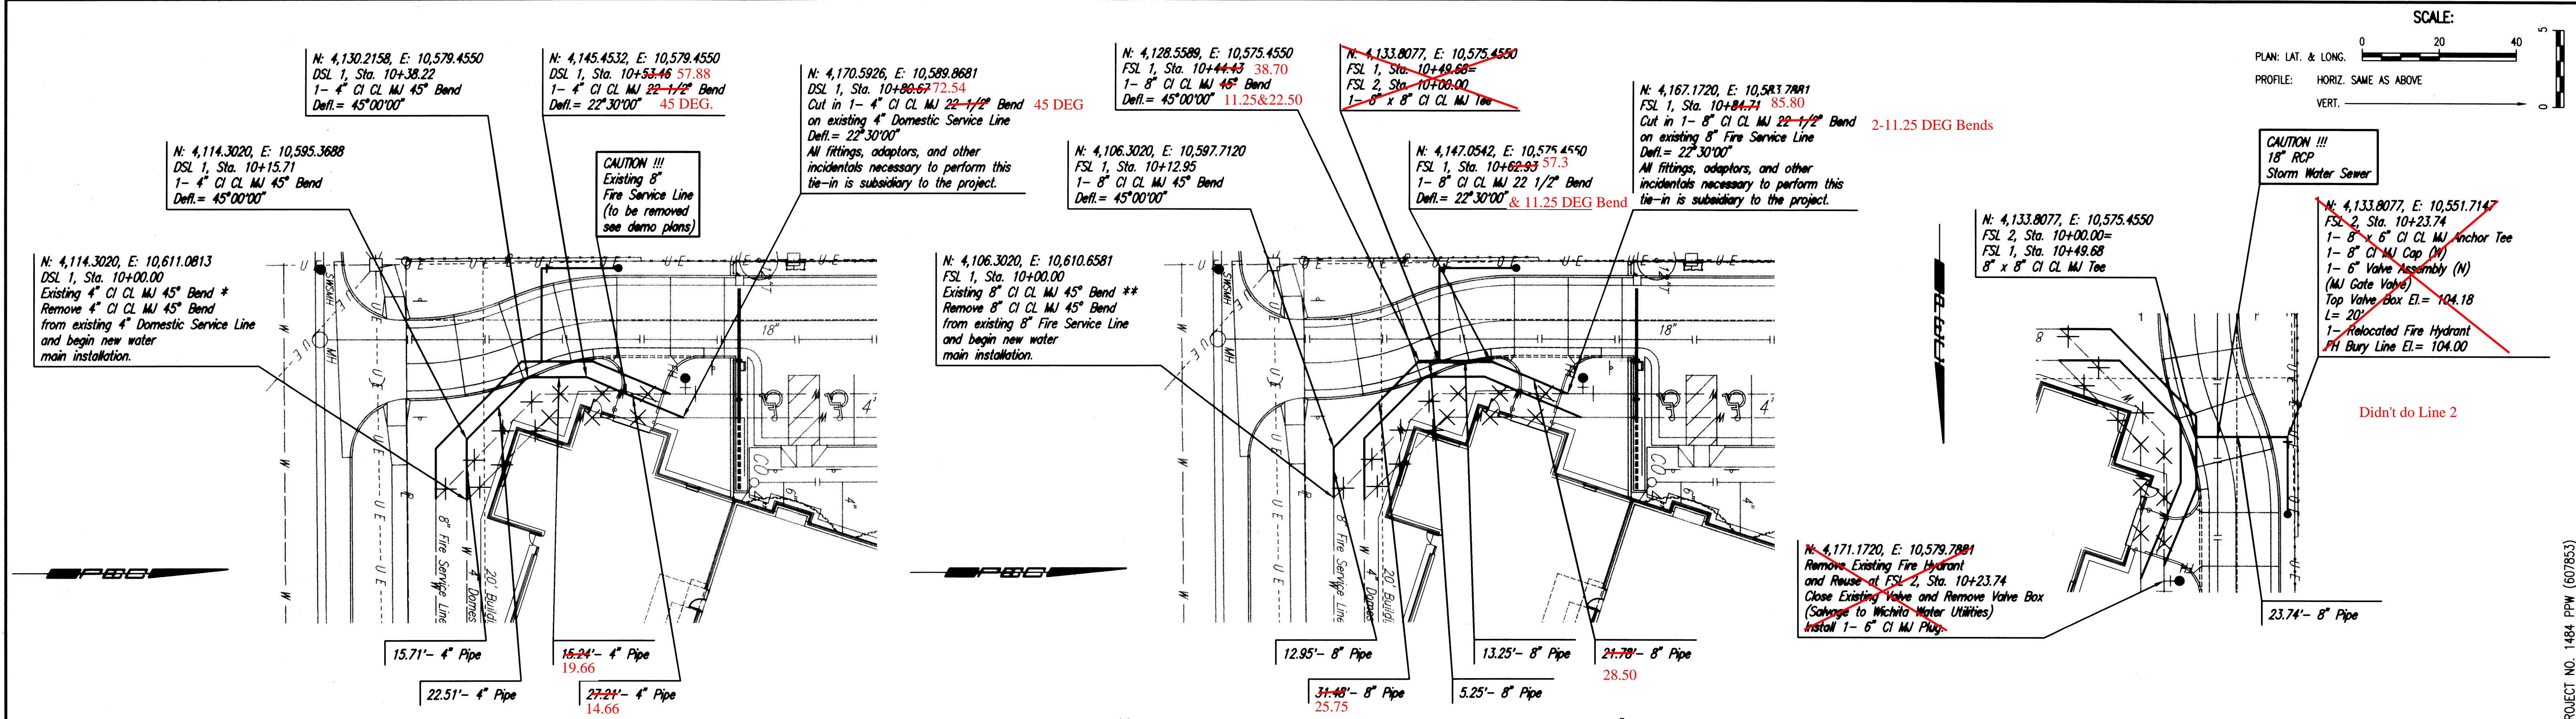 SCALE:
PLAN: LAT. & LONG.
0 20 40
PROFILE: HORIZ. SAME AS ABOVE
VERT.
0 5
N: 4,130.2158, E: 10,579.4550
DSL 1, Sta. 10+38.22
1- 4" CI CL MJ 45° Bend
Defl.= 45°00'00"
N: 4,145.4532, E: 10,579.4550
DSL 1, Sta. 10+53.46 57.88
1- 4" CI CL MJ 22 1/2° Bend
Defl.= 22°30'00" 45 DEG.
N: 4,170.5926, E: 10,589.8681
DSL 1, Sta. 10+80.67 72.54
Cut in 1- 4" CI CL MJ 22 1/2° Bend 45 DEG
on existing 4" Domestic Service Line
Defl.= 22°30'00"
All fittings, adaptors, and other
incidentals necessary to perform this
tie-in is subsidiary to the project.
N: 4,114.3020, E: 10,595.3688
DSL 1, Sta. 10+15.71
1- 4" CI CL MJ 45° Bend
Defl.= 45°00'00"
CAUTION !!!
Existing 8"
Fire Service Line
(to be removed
see demo plans)
N: 4,114.3020, E: 10,611.0813
DSL 1, Sta. 10+00.00
Existing 4" CI CL MJ 45° Bend *
Remove 4" CI CL MJ 45° Bend
from existing 4" Domestic Service Line
and begin new water
main installation.
SWSMH
MH
18"
CO
6"
4"
8" Fire Service Line
4" Domes
20' Buildi
15.71'- 4" Pipe
22.51'- 4" Pipe
15.24'- 4" Pipe
19.66
27.21'- 4" Pipe
14.66
N: 4,128.5589, E: 10,575.4550
FSL 1, Sta. 10+44.43 38.70
1- 8" CI CL MJ 45° Bend
Defl.= 45°00'00" 11.25&22.50
N: 4,133.8077, E: 10,575.4550
FSL 1, Sta. 10+49.68=
FSL 2, Sta. 10+00.00
1- 8" x 8" CI CL MJ Tee
N: 4,167.1720, E: 10,583.7881
FSL 1, Sta. 10+84.71 85.80
Cut in 1- 8" CI CL MJ 22 1/2° Bend 2-11.25 DEG Bends
on existing 8" Fire Service Line
Defl.= 22°30'00"
All fittings, adaptors, and other
incidentals necessary to perform this
tie-in is subsidiary to the project.
N: 4,106.3020, E: 10,597.7120
FSL 1, Sta. 10+12.95
1- 8" CI CL MJ 45° Bend
Defl.= 45°00'00"
N: 4,147.0542, E: 10,575.4550
FSL 1, Sta. 10+62.93 57.3
1- 8" CI CL MJ 22 1/2° Bend
Defl.= 22°30'00" & 11.25 DEG Bend
N: 4,106.3020, E: 10,610.6581
FSL 1, Sta. 10+00.00
Existing 8" CI CL MJ 45° Bend **
Remove 8" CI CL MJ 45° Bend
from existing 8" Fire Service Line
and begin new water
main installation.
SWSMH
MH
18"
CO
6"
4"
8" Fire Service Line
4" Domes
20' Buildi
12.95'- 8" Pipe
31.48'- 8" Pipe
25.75
5.25'- 8" Pipe
13.25'- 8" Pipe
21.78'- 8" Pipe
28.50
CAUTION !!!
18" RCP
Storm Water Sewer
N: 4,133.8077, E: 10,575.4550
FSL 2, Sta. 10+00.00=
FSL 1, Sta. 10+49.68
8" x 8" CI CL MJ Tee
N: 4,133.8077, E: 10,551.7147
FSL 2, Sta. 10+23.74
1- 8" x 6" CI CL MJ Anchor Tee
1- 8" CI MJ Cap (N)
1- 6" Valve Assembly (N)
(MJ Gate Valve)
Top Valve Box El.= 104.18
L= 20'
1- Relocated Fire Hydrant
FH Bury Line El.= 104.00
Didn't do Line 2
N: 4,171.1720, E: 10,579.7881
Remove Existing Fire Hydrant
and Reuse at FSL 2, Sta. 10+23.74
Close Existing Valve and Remove Valve Box
(Salvage to Wichita Water Utilities)
Install 1- 6" CI MJ Plug.
23.74'- 8" Pipe
ROJECT NO. 1484 PPW (607853)